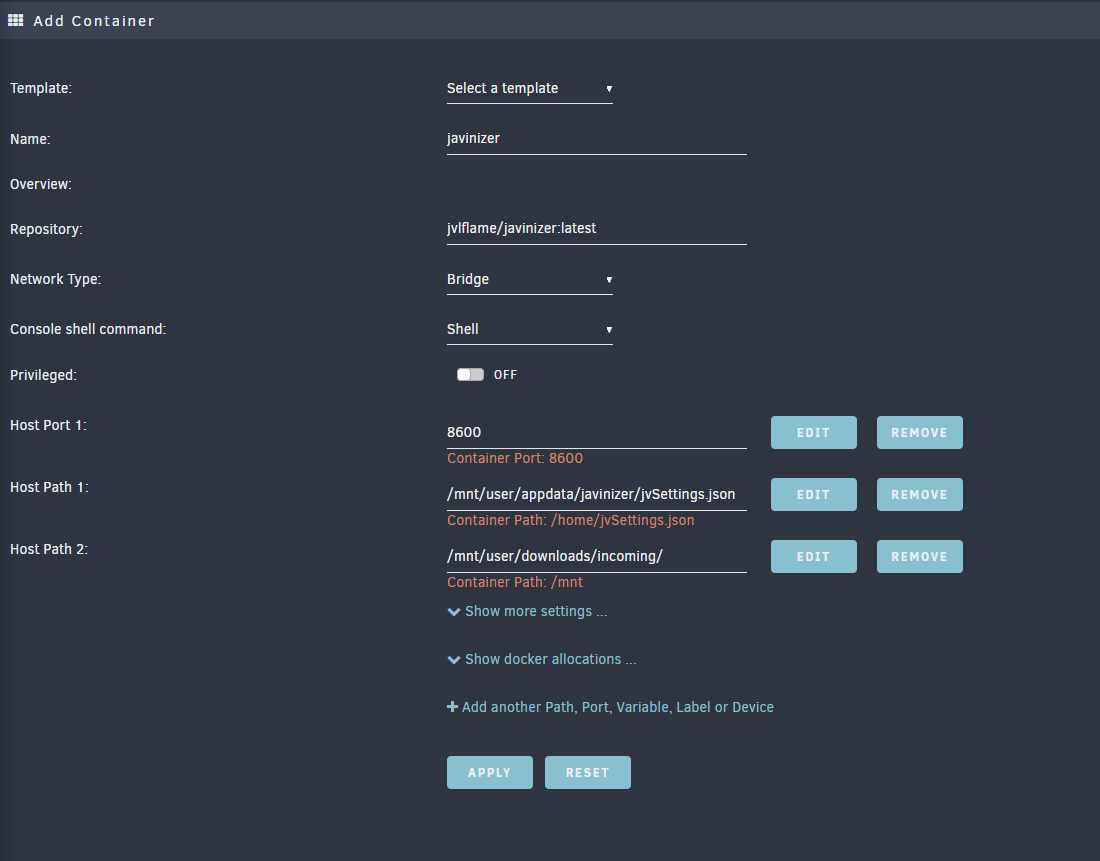 Add Container
Template: Select a template
Name: javinizer
Overview:
Repository: jvlflame/javinizer:latest
Network Type: Bridge
Console shell command: Shell
Privileged: OFF
Host Port 1: 8600 EDIT REMOVE
Container Port: 8600
Host Path 1: /mnt/user/appdata/javinizer/jvSettings.json EDIT REMOVE
Container Path: /home/jvSettings.json
Host Path 2: /mnt/user/downloads/incoming/ EDIT REMOVE
Container Path: /mnt
Show more settings ...
Show docker allocations ...
Add another Path, Port, Variable, Label or Device
APPLY RESET